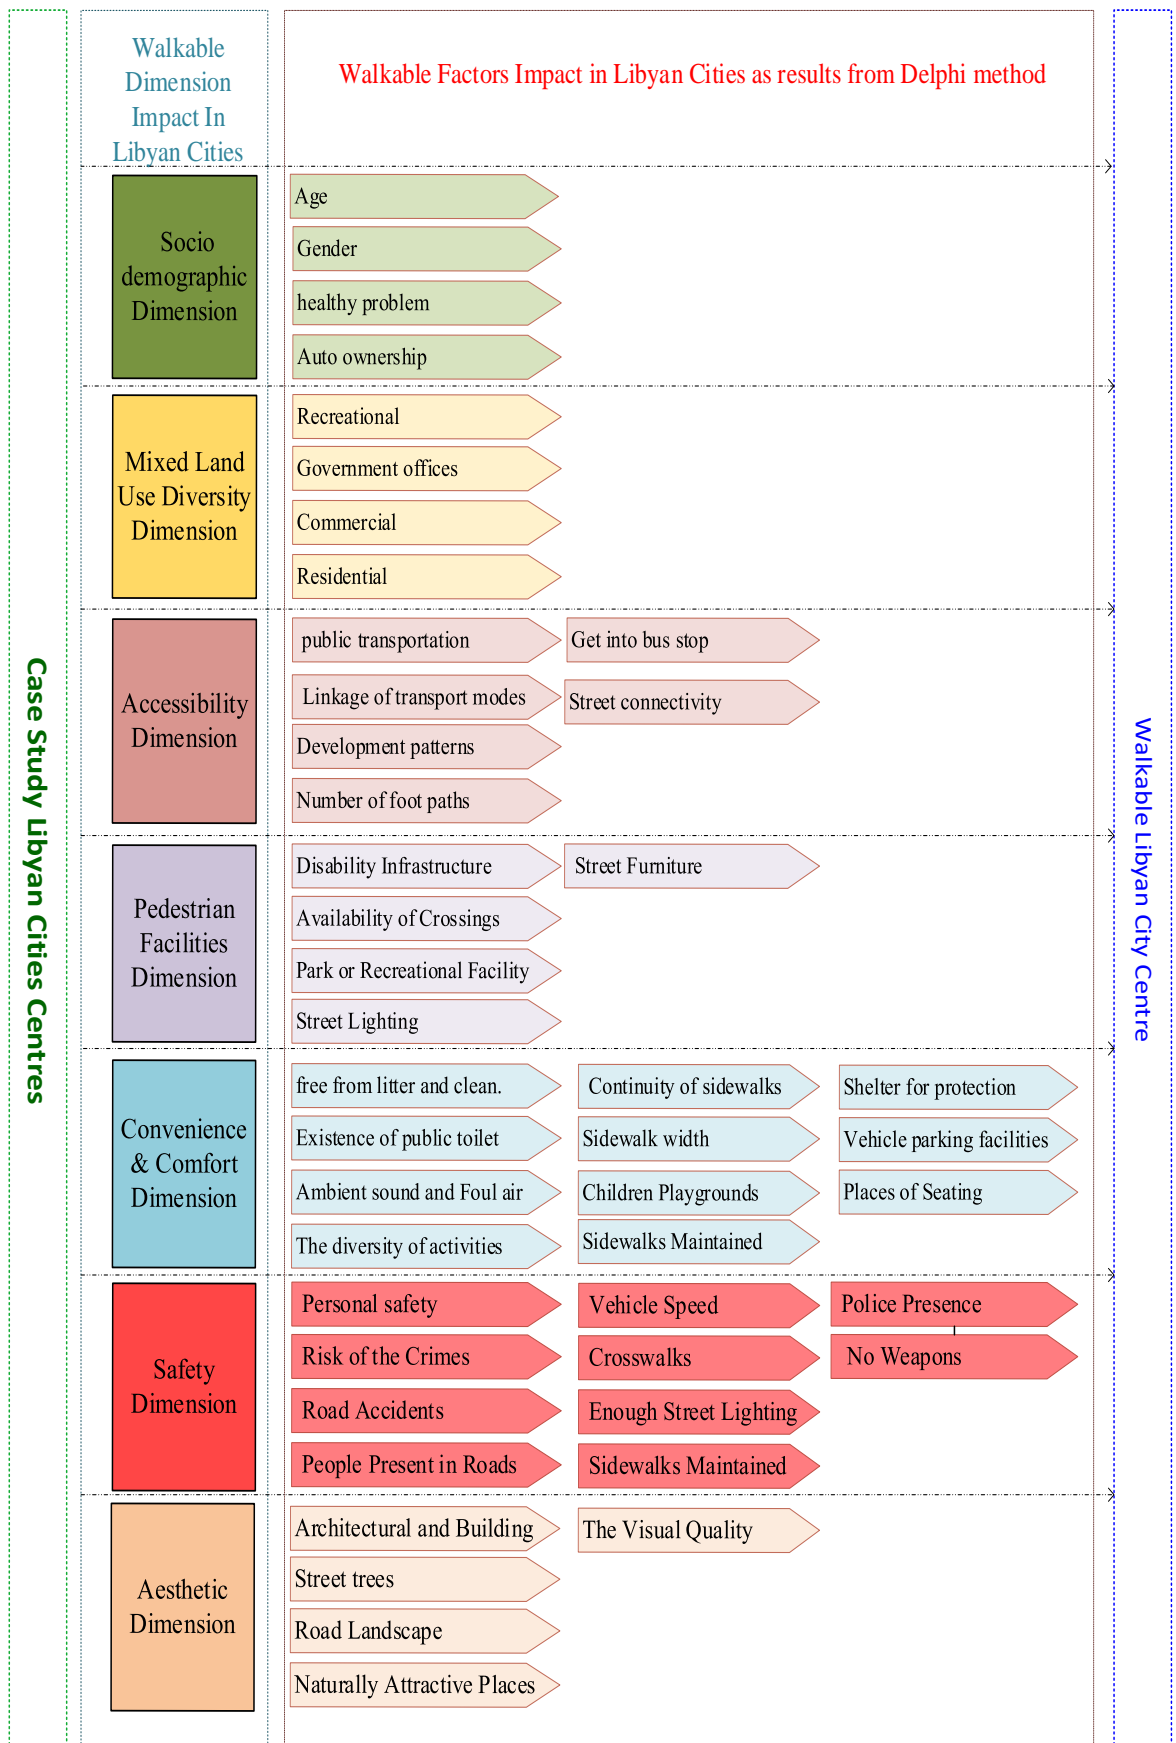 Case Study Libyan Cities Centres
Walkable
Dimension
Impact In
Libyan Cities
Walkable Factors Impact in Libyan Cities as results from Delphi method
Socio
demographic
Dimension
Age
Gender
healthy problem
Auto ownership
Mixed Land
Use Diversity
Dimension
Recreational
Government offices
Commercial
Residential
Accessibility
Dimension
public transportation
Get into bus stop
Linkage of transport modes
Street connectivity
Development patterns
Number of foot paths
Pedestrian
Facilities
Dimension
Disability Infrastructure
Street Furniture
Availability of Crossings
Park or Recreational Facility
Street Lighting
Convenience
& Comfort
Dimension
free from litter and clean.
Continuity of sidewalks
Shelter for protection
Existence of public toilet
Sidewalk width
Vehicle parking facilities
Ambient sound and Foul air
Children Playgrounds
Places of Seating
The diversity of activities
Sidewalks Maintained
Safety
Dimension
Personal safety
Vehicle Speed
Police Presence
Risk of the Crimes
Crosswalks
No Weapons
Road Accidents
Enough Street Lighting
People Present in Roads
Sidewalks Maintained
Aesthetic
Dimension
Architectural and Building
The Visual Quality
Street trees
Road Landscape
Naturally Attractive Places
Walkable Libyan City Centre